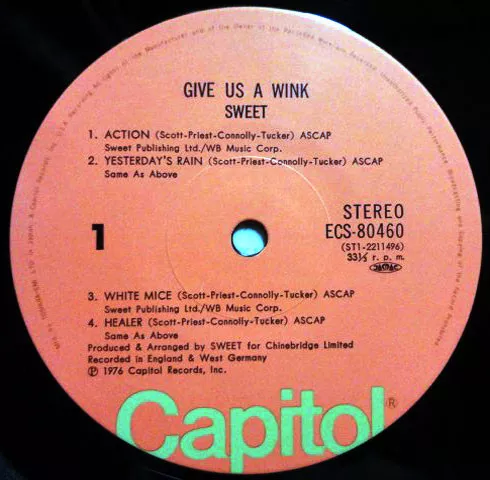 GIVE US A WINK
SWEET
1. ACTION (Scott-Priest-Connolly-Tucker) ASCAP
Sweet Publishing Ltd./WB Music Corp.
2. YESTERDAY'S RAIN (Scott-Priest-Connolly-Tucker) ASCAP
Same As Above
1
STEREO
ECS-80460
(ST1-2211496)
33⅓ r. p. m.
JASRAC
3. WHITE MICE (Scott-Priest-Connolly-Tucker) ASCAP
Sweet Publishing Ltd./WB Music Corp.
4. HEALER (Scott-Priest-Connolly-Tucker) ASCAP
Same As Above
Produced & Arranged by SWEET for Chinebridge Limited
Recorded in England & West Germany
Ⓟ 1976 Capitol Records, Inc.
Capitol®